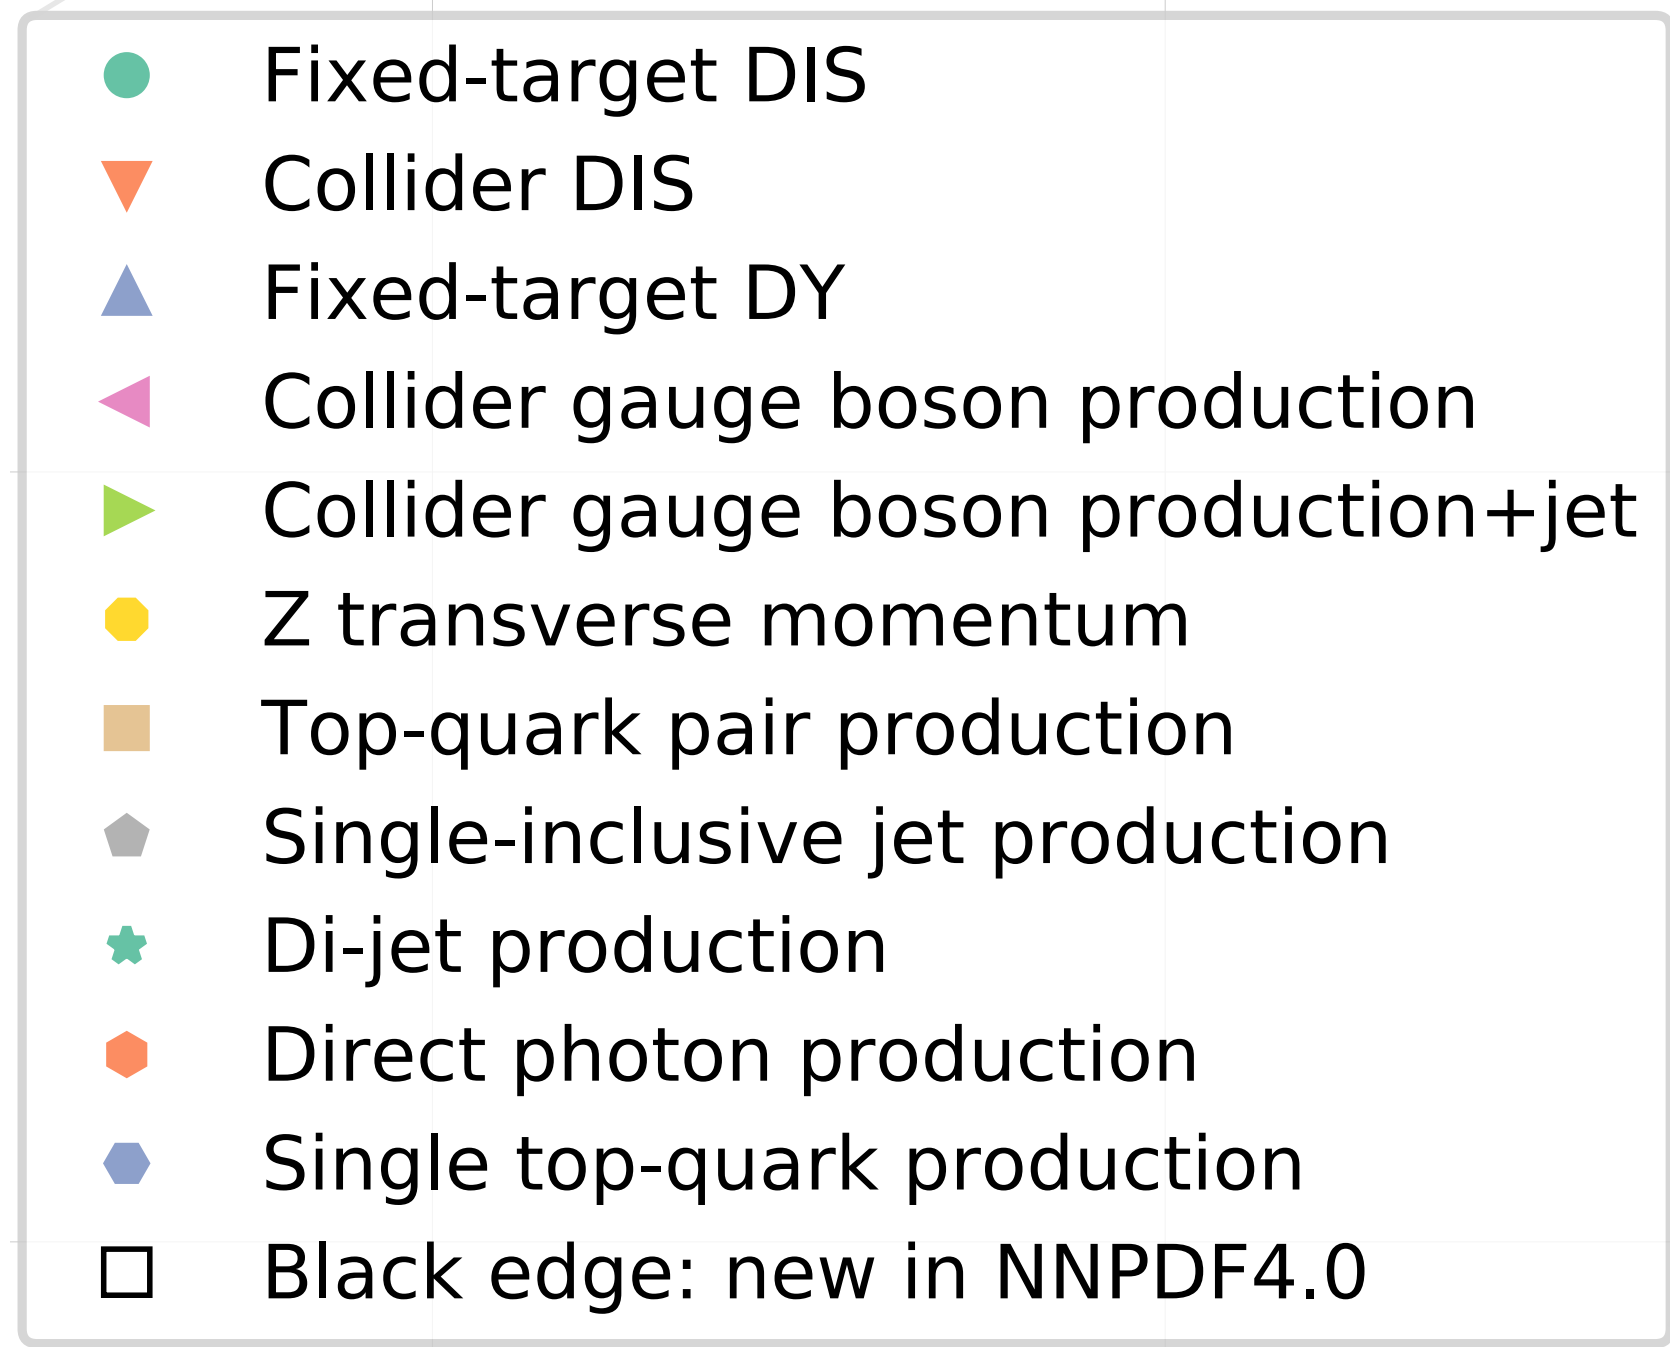 Fixed-target DIS
Collider DIS
Fixed-target DY
Collider gauge boson production
Collider gauge boson production+jet
Z transverse momentum
Top-quark pair production
Single-inclusive jet production
Di-jet production
Direct photon production
Single top-quark production
Black edge: new in NNPDF4.0